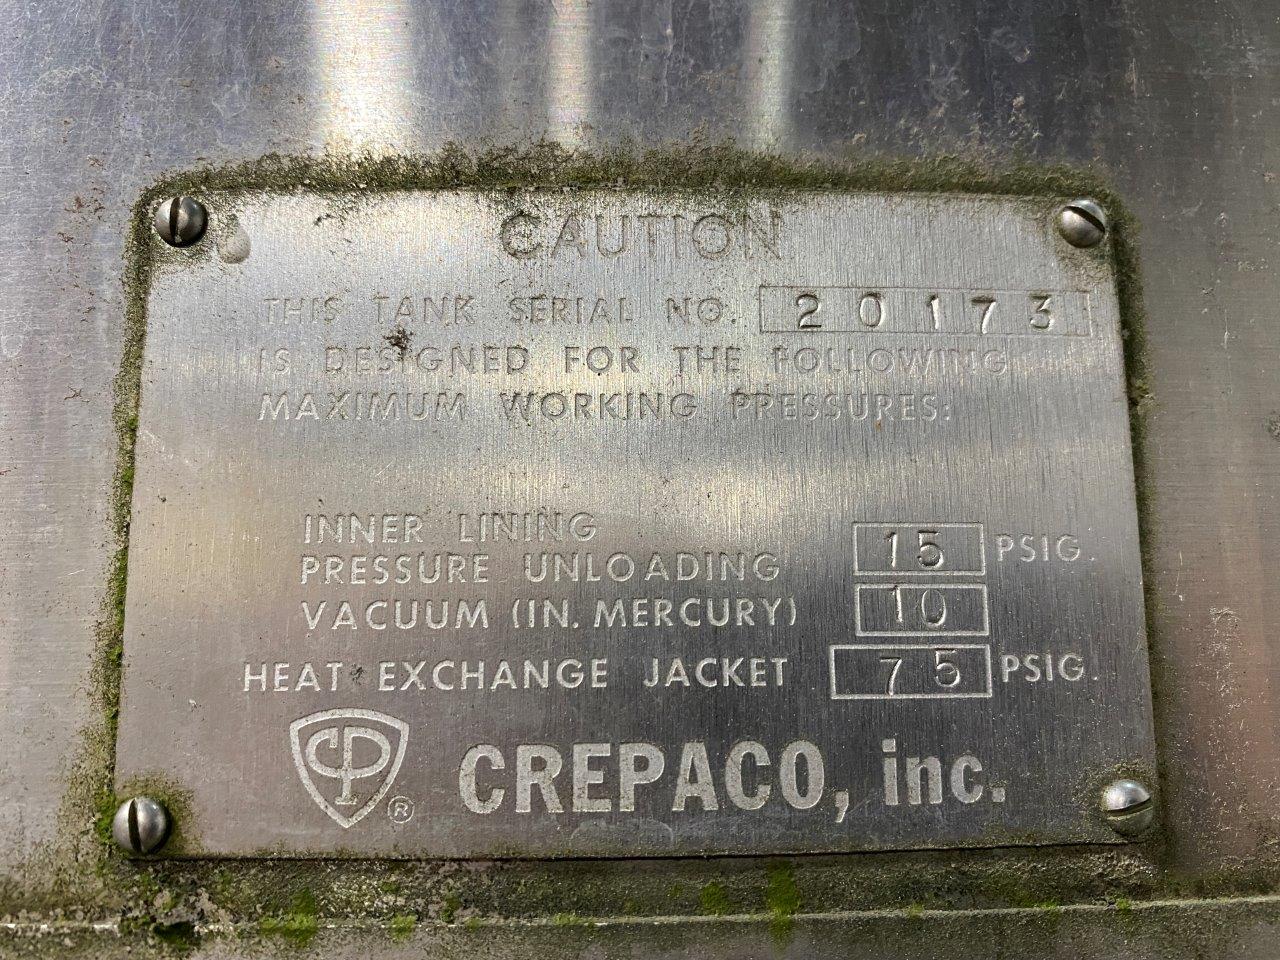 CAUTION
THIS TANK SERIAL NO. 20173
IS DESIGNED FOR THE FOLLOWING
MAXIMUM WORKING PRESSURES:
INNER LINING
PRESSURE UNLOADING 15 PSIG.
VACUUM (IN. MERCURY) 10
HEAT EXCHANGE JACKET 75 PSIG.
CP ® CREPACO, inc.